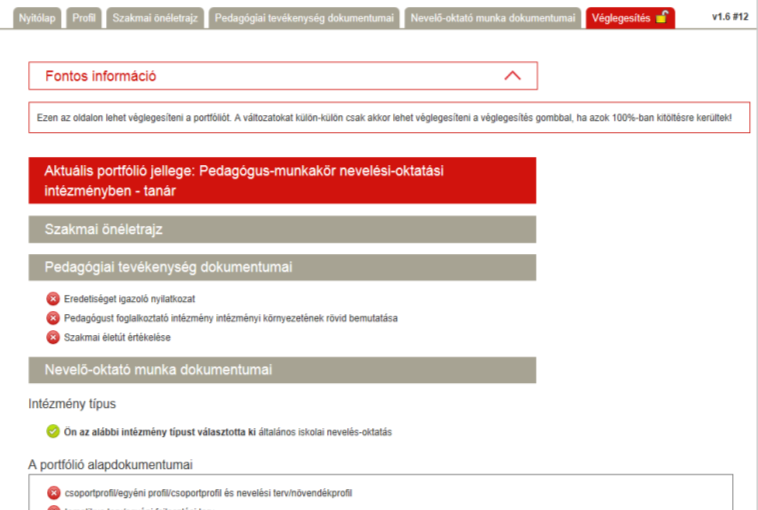 Nyitólap Profil Szakmai önéletrajz Pedagógiai tevékenység dokumentumai Nevelő-oktató munka dokumentumai Véglegesítés v1.6 #12
Fontos információ
Ezen az oldalon lehet véglegesíteni a portfóliót. A változatokat külön-külön csak akkor lehet véglegesíteni a véglegesítés gombbal, ha azok 100%-ban kitöltésre kerültek!
Aktuális portfólió jellege: Pedagógus-munkakőr nevelési-oktatási
intézményben - tanár
Szakmai önéletrajz
Pedagógiai tevékenység dokumentumai
Eredetiséget igazoló nyilatkozat
Pedagógust foglalkoztató intézmény intézményi környezetének rövid bemutatása
Szakmai életút értékelése
Nevelő-oktató munka dokumentumai
Intézmény típus
Ön az alábbi intézmény típust választotta ki általános iskolai nevelés-oktatás
A portfólió alapdokumentumai
csoportprofil/egyéni profil/csoportprofil és nevelési terv/növendékprofil